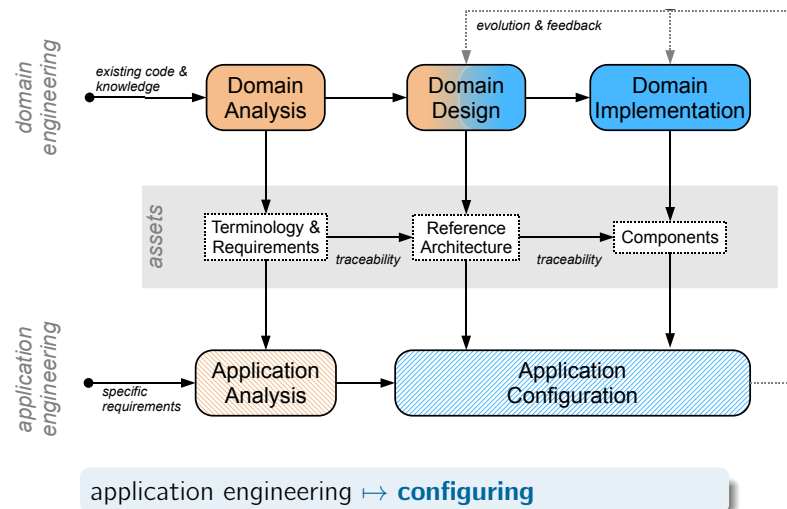 evolution & feedback
domain
engineering
existing code &
knowledge
Domain
Analysis
Domain
Design
Domain
Implementation
assets
Terminology &
Requirements
traceability
Reference
Architecture
traceability
Components
application
engineering
specific
requirements
Application
Analysis
Application
Configuration
application engineering ↦ configuring